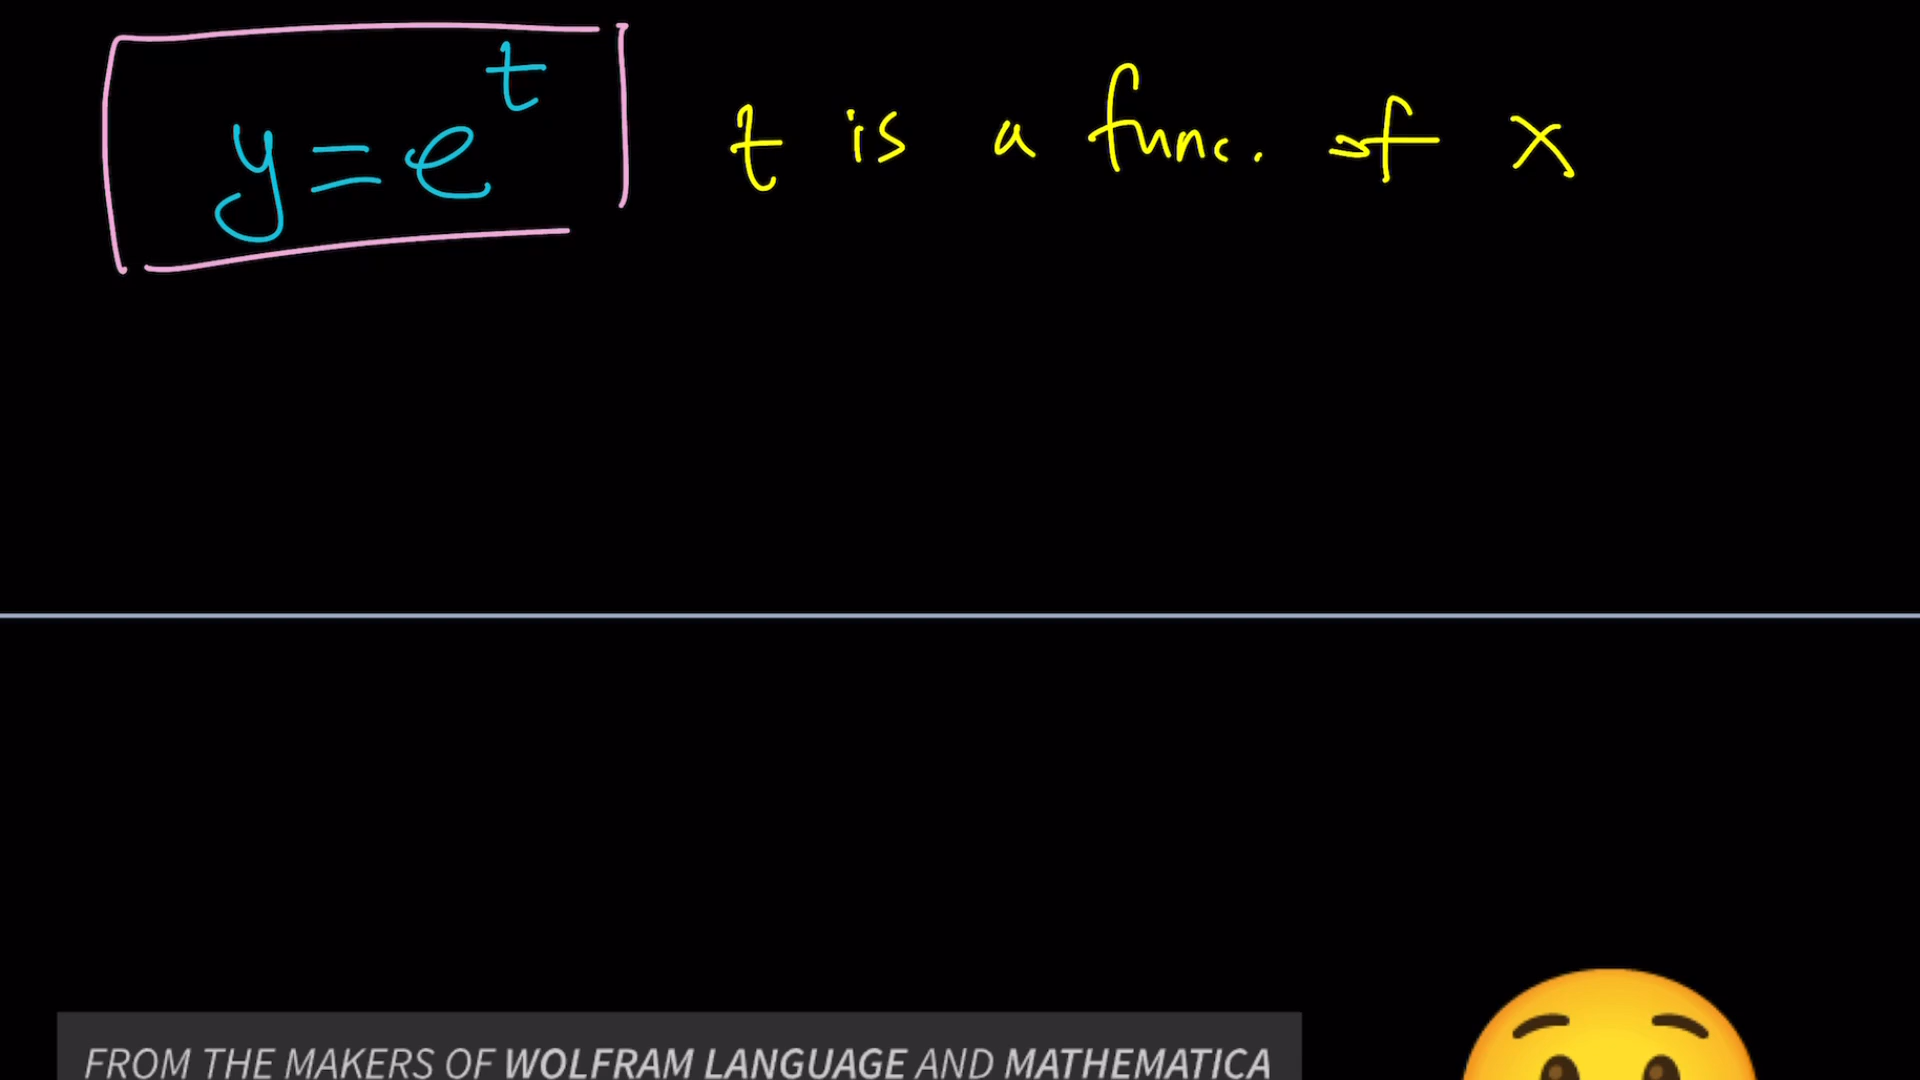 y = e^t t is a func. of x
FROM THE MAKERS OF WOLFRAM LANGUAGE AND MATHEMATICA